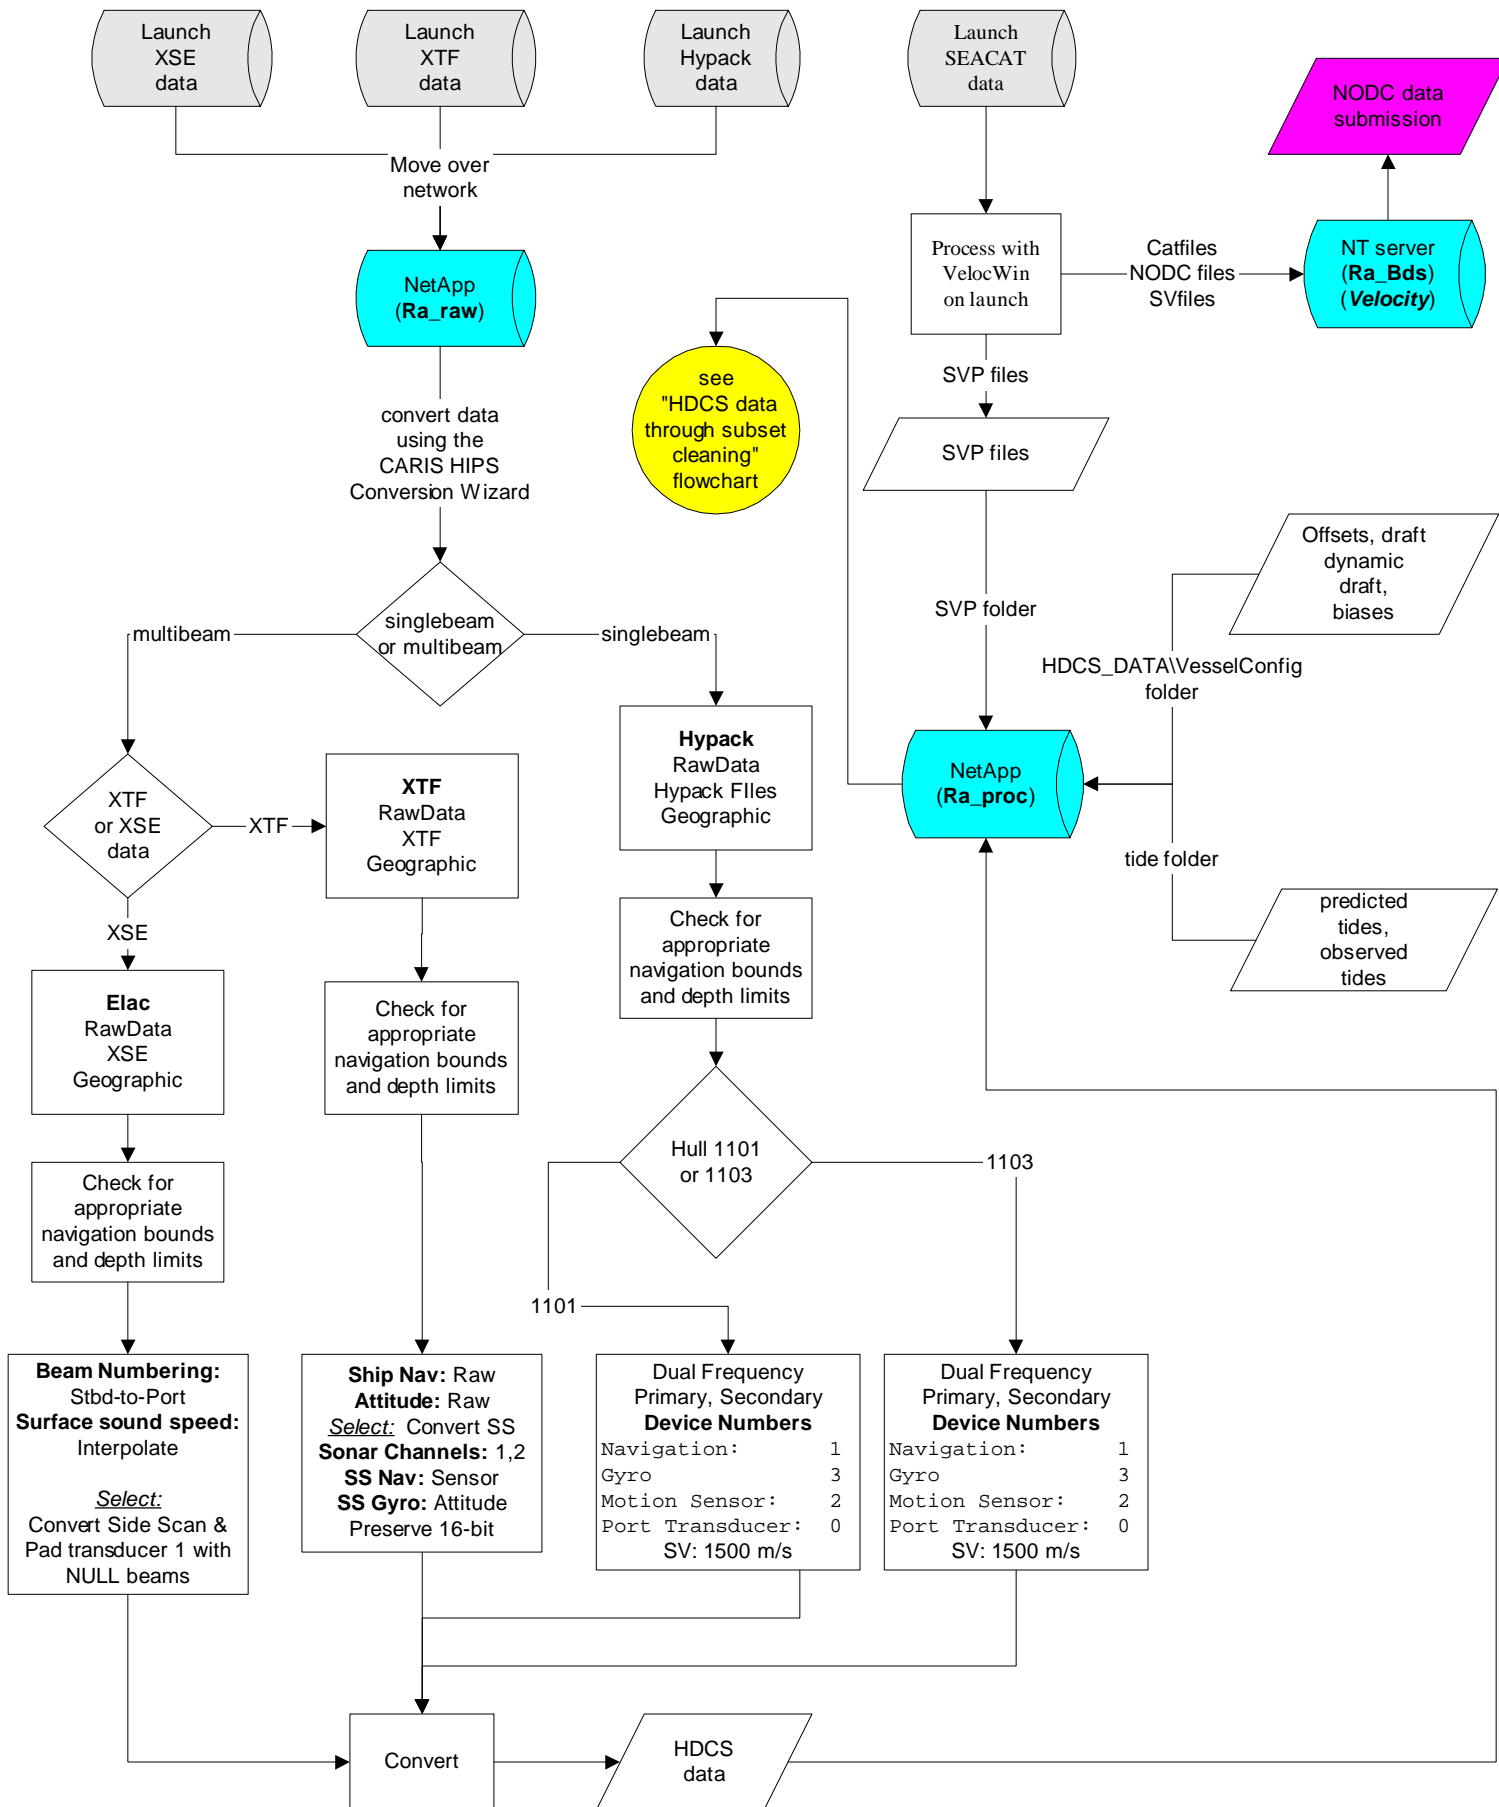 Launch
XSE
data
Launch
XTF
data
Launch
Hypack
data
Launch
SEACAT
data
NODC data
submission
Move over
network
Process with
VelocWin
on launch
Catfiles
NODC files
SVfiles
NT server
(Ra_Bds)
(Velocity)
NetApp
(Ra_raw)
see
"HDCS data
through subset
cleaning"
flowchart
SVP files
SVP files
convert data
using the
CARIS HIPS
Conversion Wizard
Offsets, draft
dynamic
draft,
biases
SVP folder
singlebeam
or multibeam
multibeam
singlebeam
HDCS_DATA\VesselConfig
folder
Hypack
RawData
Hypack FIles
Geographic
NetApp
(Ra_proc)
XTF
or XSE
data
XTF
XTF
RawData
XTF
Geographic
tide folder
predicted
tides,
observed
tides
XSE
Check for
appropriate
navigation bounds
and depth limits
Elac
RawData
XSE
Geographic
Check for
appropriate
navigation bounds
and depth limits
Hull 1101
or 1103
1103
Check for
appropriate
navigation bounds
and depth limits
1101
Beam Numbering:
Stbd-to-Port
Surface sound speed:
Interpolate
Select:
Convert Side Scan &
Pad transducer 1 with
NULL beams
Ship Nav: Raw
Attitude: Raw
Select: Convert SS
Sonar Channels: 1,2
SS Nav: Sensor
SS Gyro: Attitude
Preserve 16-bit
Dual Frequency
Primary, Secondary
Device Numbers
Navigation: 1
Gyro 3
Motion Sensor: 2
Port Transducer: 0
SV: 1500 m/s
Dual Frequency
Primary, Secondary
Device Numbers
Navigation: 1
Gyro 3
Motion Sensor: 2
Port Transducer: 0
SV: 1500 m/s
Convert
HDCS
data